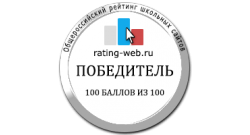 Общероссийский рейтинг школьных сайтов
rating-web.ru
ПОБЕДИТЕЛЬ
100 БАЛЛОВ ИЗ 100